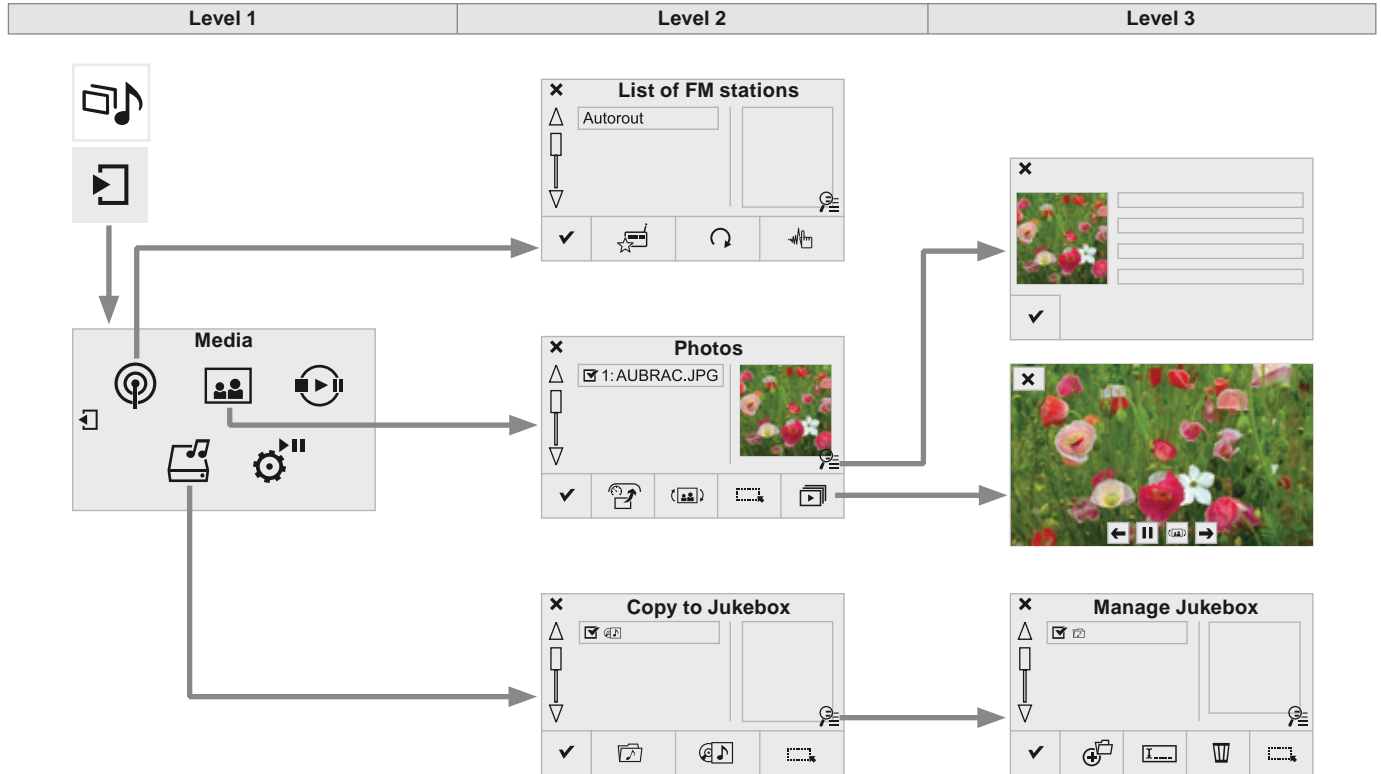 Level 1
Level 2
Level 3
List of FM stations
Autorout
Media
Photos
1: AUBRAC.JPG
Copy to Jukebox
Manage Jukebox